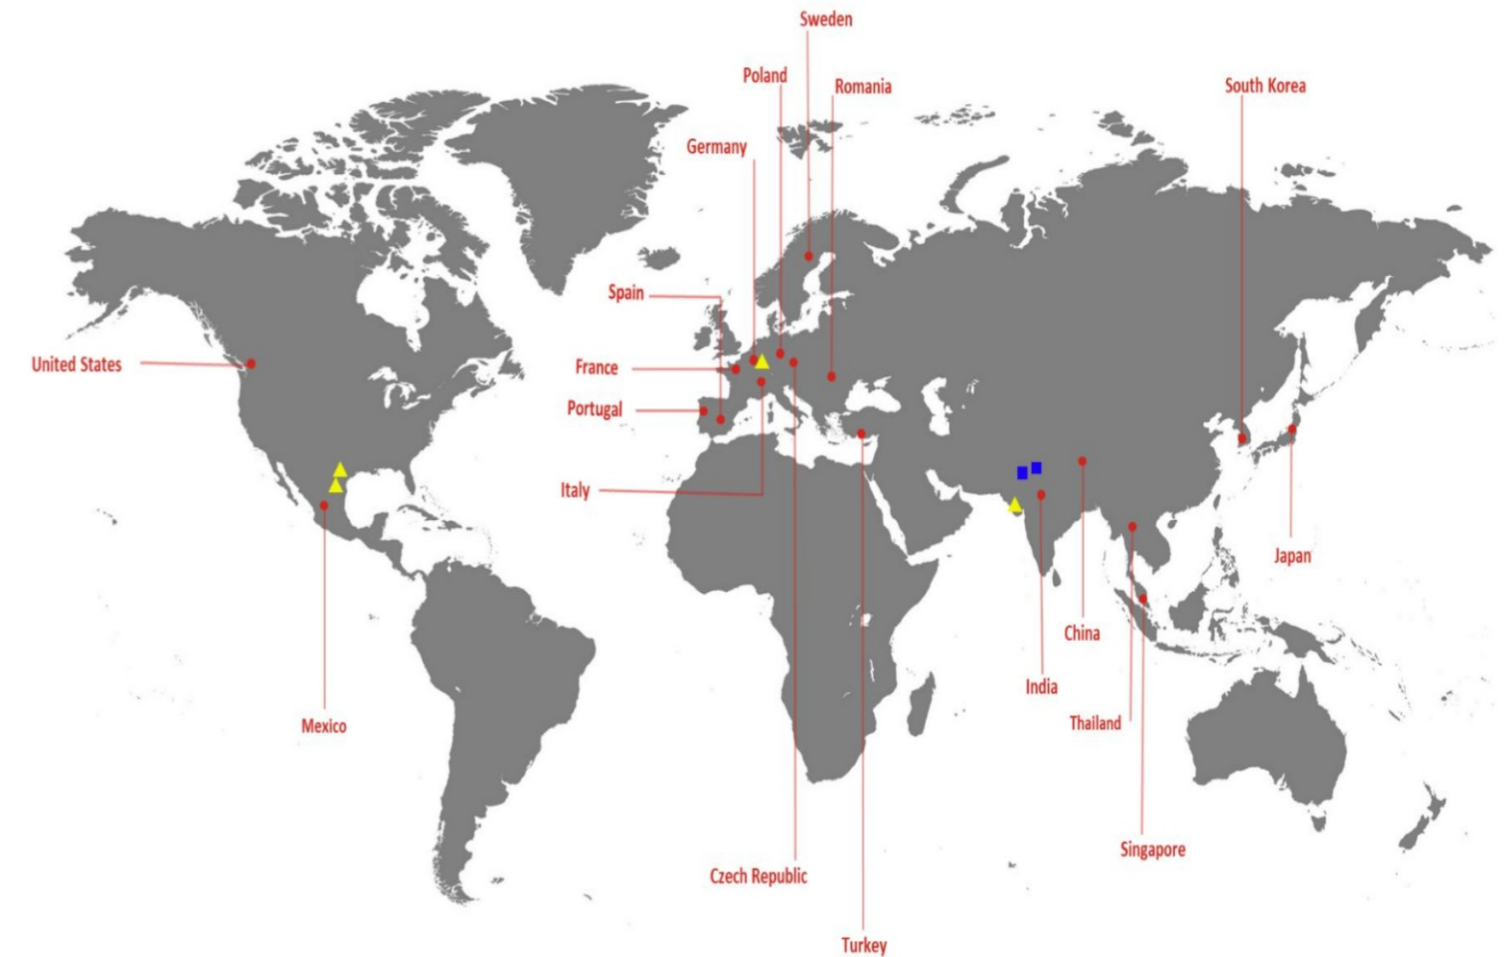 Sweden
Poland
Romania
South Korea
Germany
Spain
United States
France
Portugal
Italy
Japan
China
India
Thailand
Mexico
Singapore
Czech Republic
Turkey